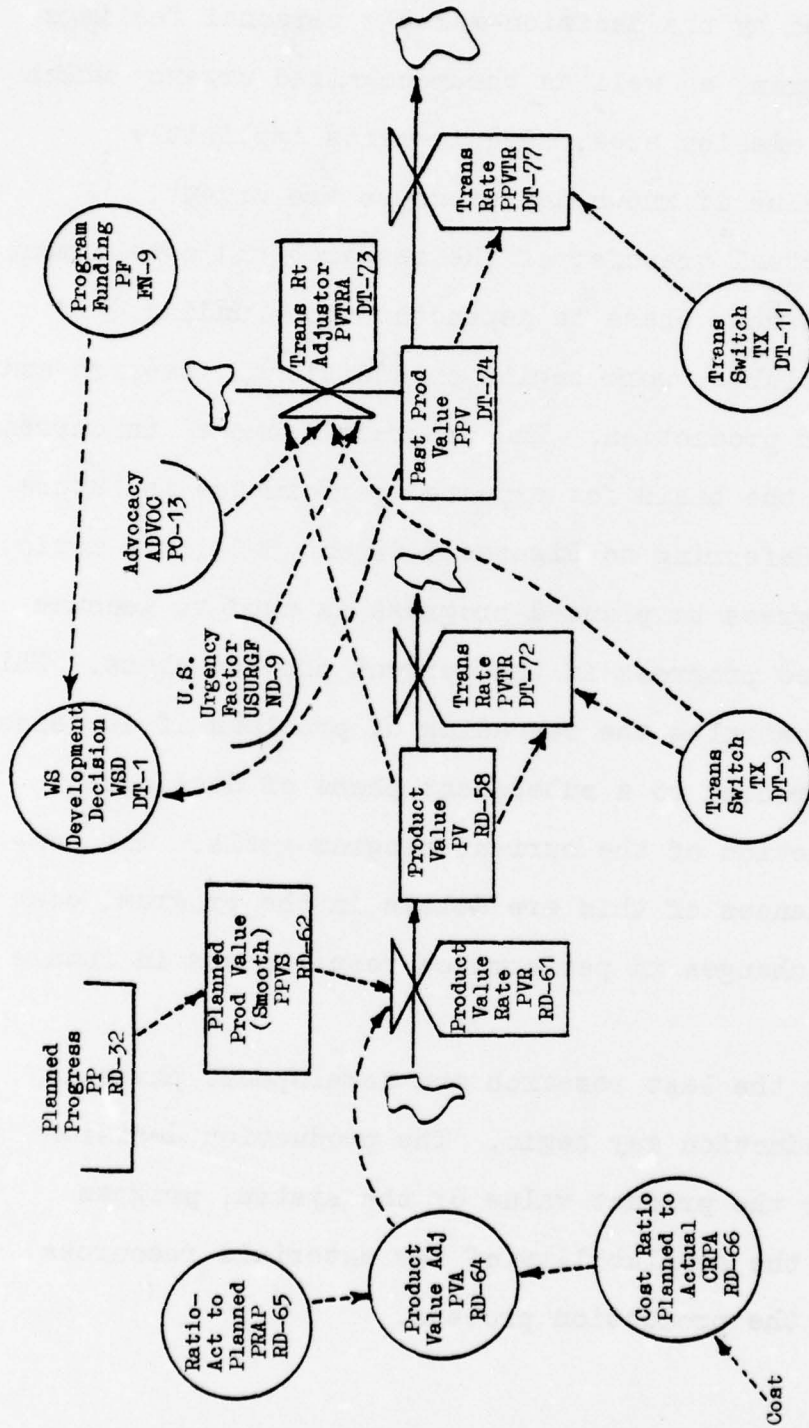 Planned
Progress
PP
RD-32
Planned
Prod Value
(Smooth)
PPVS
RD-62
Ratio-
Act to
Planned
PRAP
RD-65
Product
Value Adj
PVA
RD-64
Cost Ratio
Planned to
Actual
CRPA
RD-66
Cost
Product
Value
Rate
PVR
RD-61
Product
Value
PV
RD-58
Trans
Rate
PVTR
DT-72
Trans
Switch
TX
DT-9
WS
Development
Decision
WSD
DT-1
U.S.
Urgency
Factor
USURGF
ND-9
Advocacy
ADVOC
PO-13
Program
Funding
PF
FN-9
Trans Rt
Adjustor
PVTRA
DT-73
Past Prod
Value
PPV
DT-74
Trans
Rate
PPVTR
DT-77
Trans
Switch
TX
DT-11